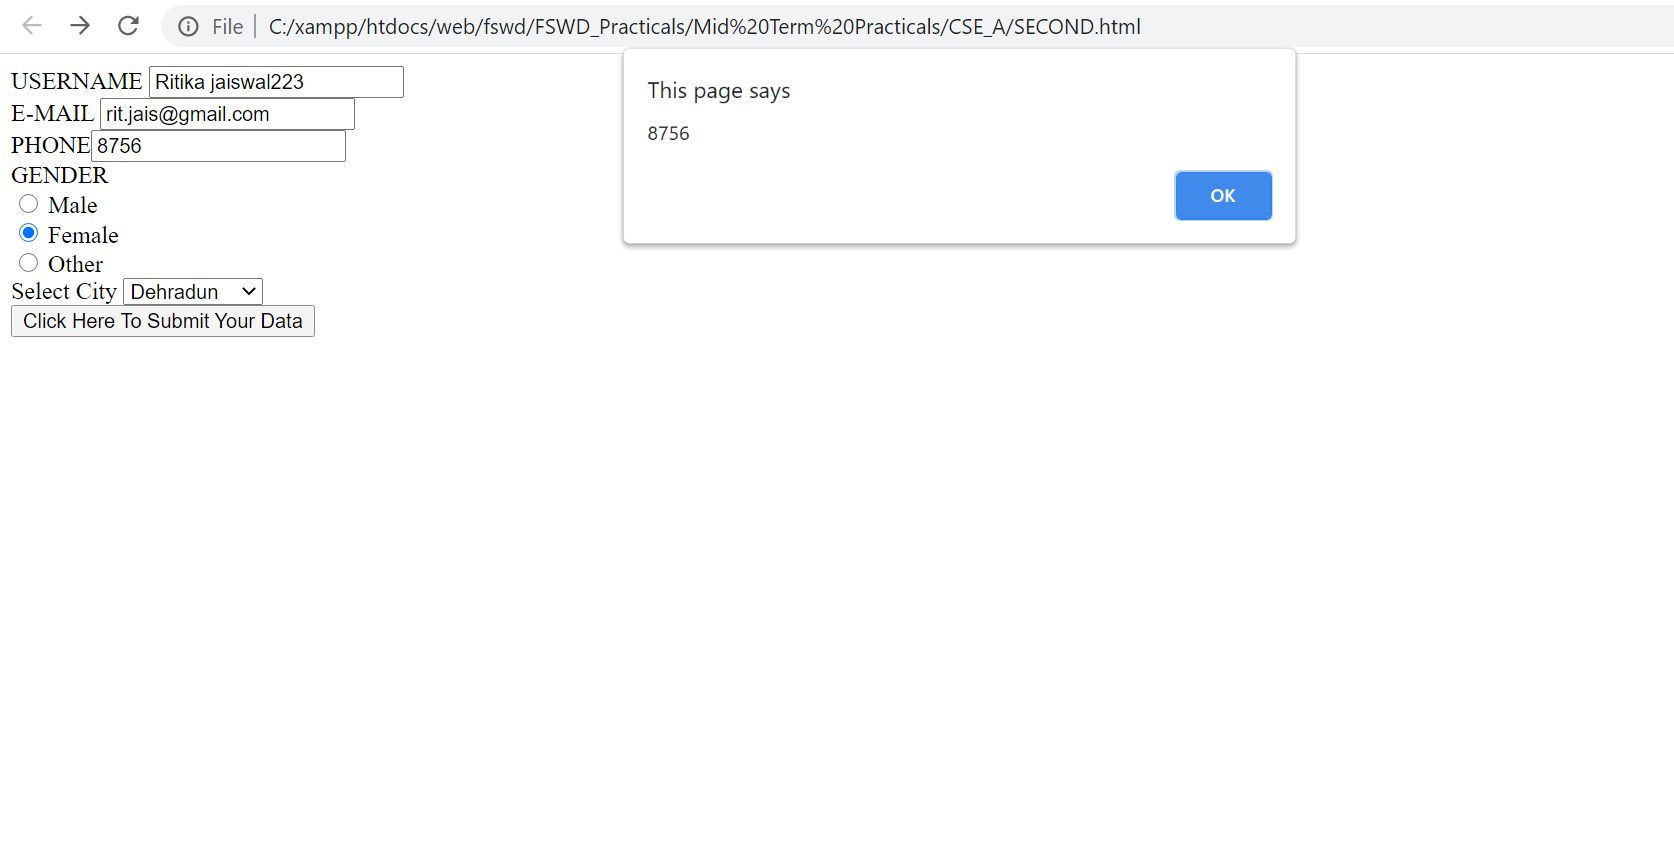 File C:/xampp/htdocs/web/fswd/FSWD_Practicals/Mid%20Term%20Practicals/CSE_A/SECOND.html
This page says
8756
OK
USERNAME Ritika jaiswal223
E-MAIL rit.jais@gmail.com
PHONE 8756
GENDER
Male
Female
Other
Select City Dehradun
Click Here To Submit Your Data